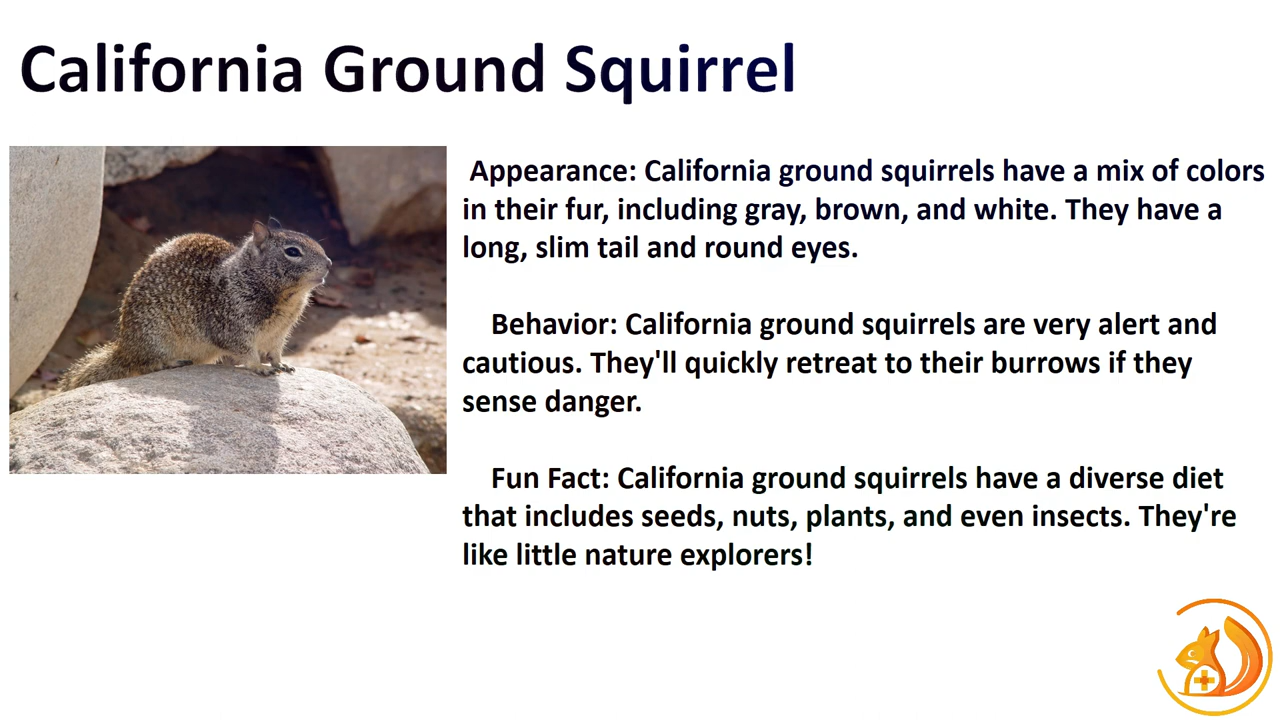 California Ground Squirrel
Appearance: California ground squirrels have a mix of colors
in their fur, including gray, brown, and white. They have a
long, slim tail and round eyes.
Behavior: California ground squirrels are very alert and
cautious. They'll quickly retreat to their burrows if they
sense danger.
Fun Fact: California ground squirrels have a diverse diet
that includes seeds, nuts, plants, and even insects. They're
like little nature explorers!